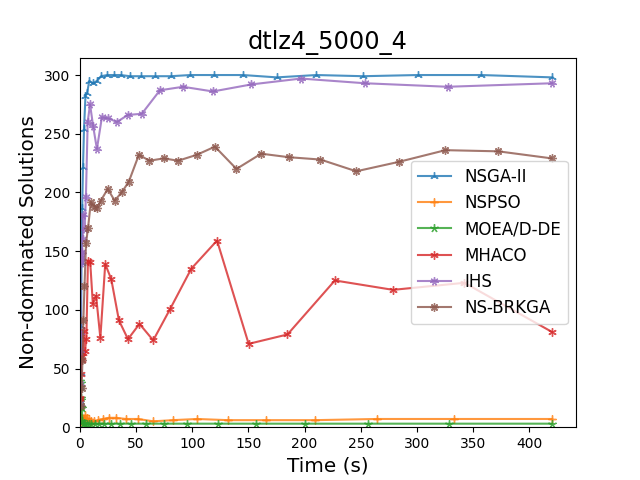 dtlz4_5000_4
Non-dominated Solutions
300
250
200
150
100
50
0
0 50 100 150 200 250 300 350 400
Time (s)
NSGA-II
NSPSO
MOEA/D-DE
MHACO
IHS
NS-BRKGA